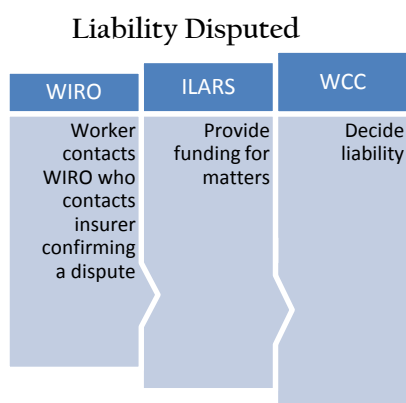 Liability Disputed
WIRO
Worker
contacts
WIRO who
contacts
insurer
confirming
a dispute
ILARS
Provide
funding for
matters
WCC
Decide
liability